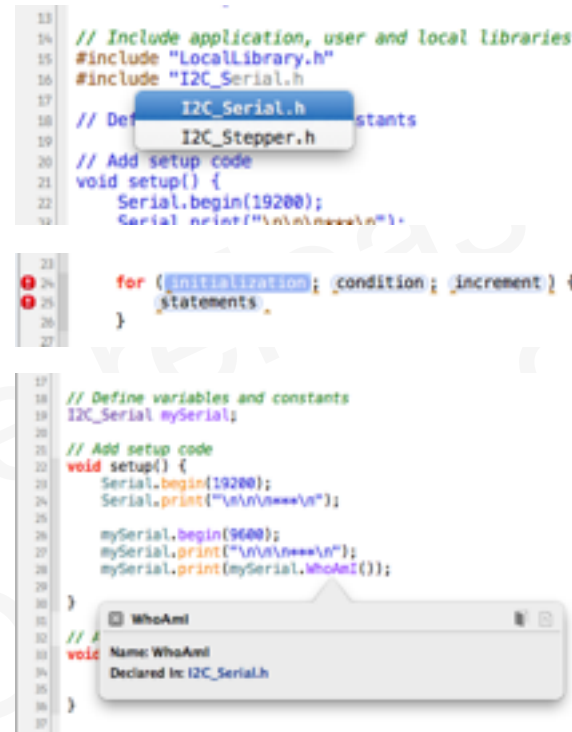 13
14 // Include application, user and local libraries
15 #include "LocalLibrary.h"
16 #include "I2C_Serial.h
17 I2C_Serial.h
18 // Def stants
19 I2C_Stepper.h
20 // Add setup code
21 void setup() {
22 Serial.begin(19200);
23 Serial.print("\n\n\n***\n");
23
24 for (initialization; condition; increment) {
25 statements
26 }
27
17
18 // Define variables and constants
19 I2C_Serial mySerial;
20
21 // Add setup code
22 void setup() {
23 Serial.begin(19200);
24 Serial.print("\n\n\n***\n");
25
26 mySerial.begin(9600);
27 mySerial.print("\n\n\n***\n");
28 mySerial.print(mySerial.WhoAmI());
29
30 }
31 WhoAmI
32 // A
33 void Name: WhoAmI
34 Declared In: I2C_Serial.h
35
36 }
37